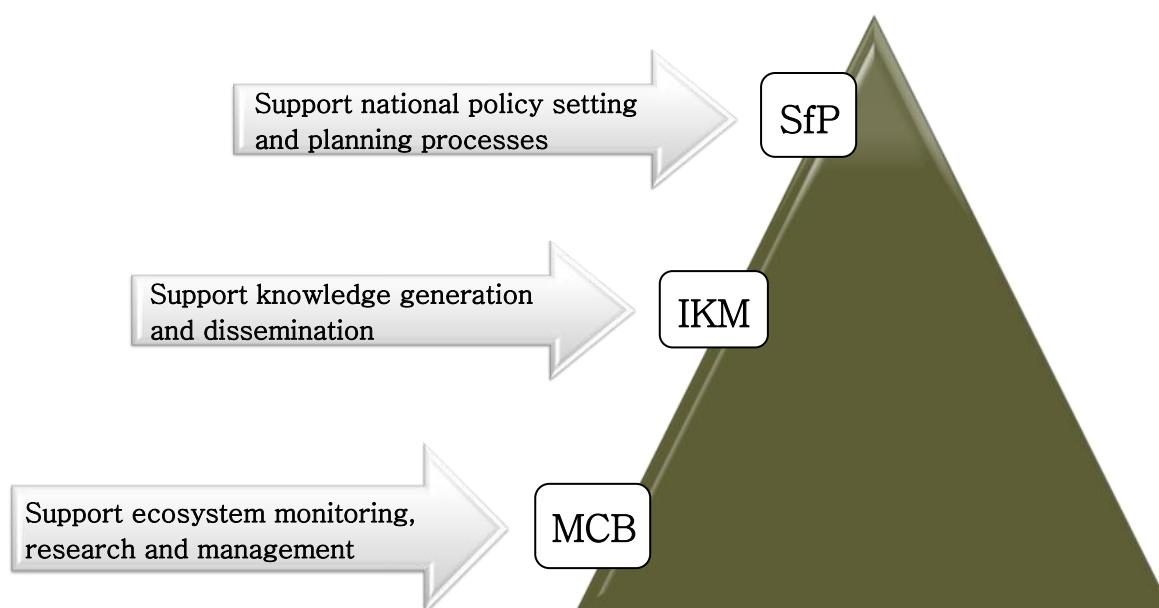 Support national policy setting
and planning processes
SfP
Support knowledge generation
and dissemination
IKM
Support ecosystem monitoring,
research and management
MCB